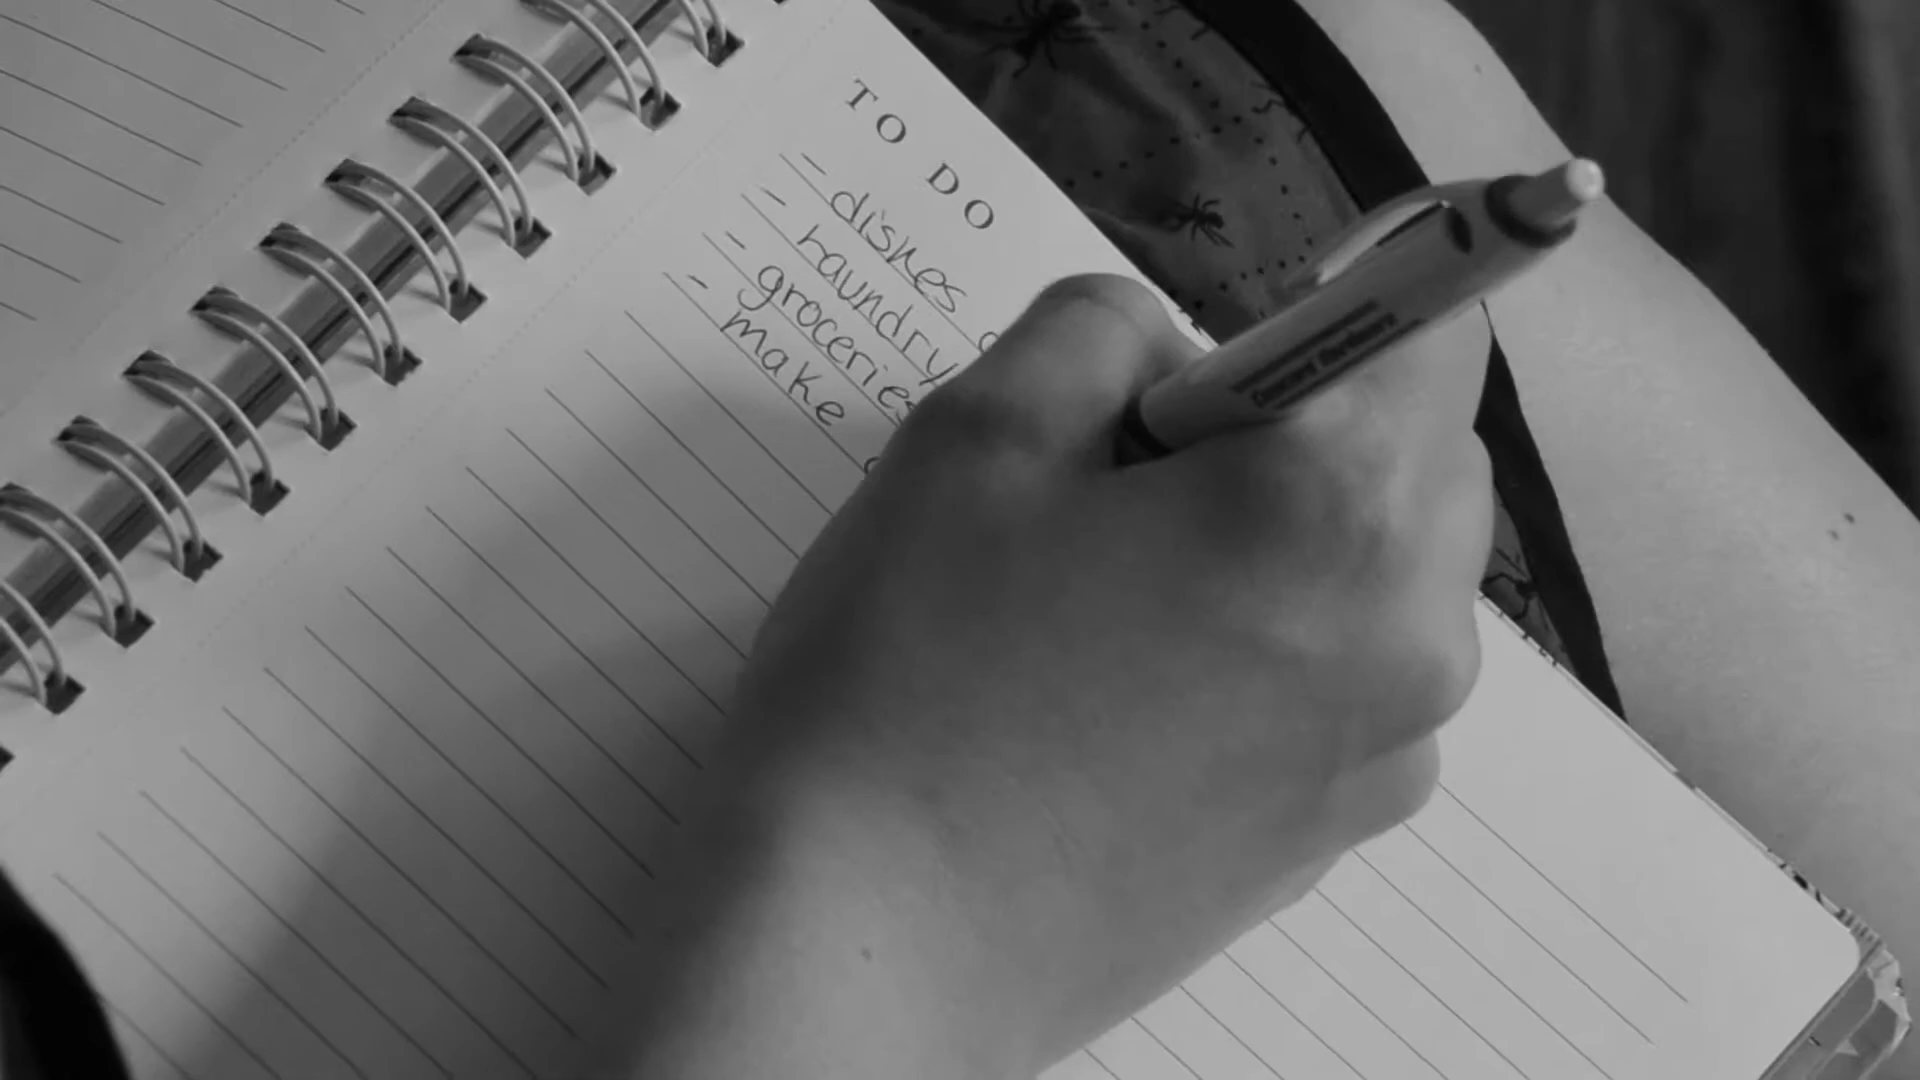 TO DO
- dishes
- laundry
- groceries
- make